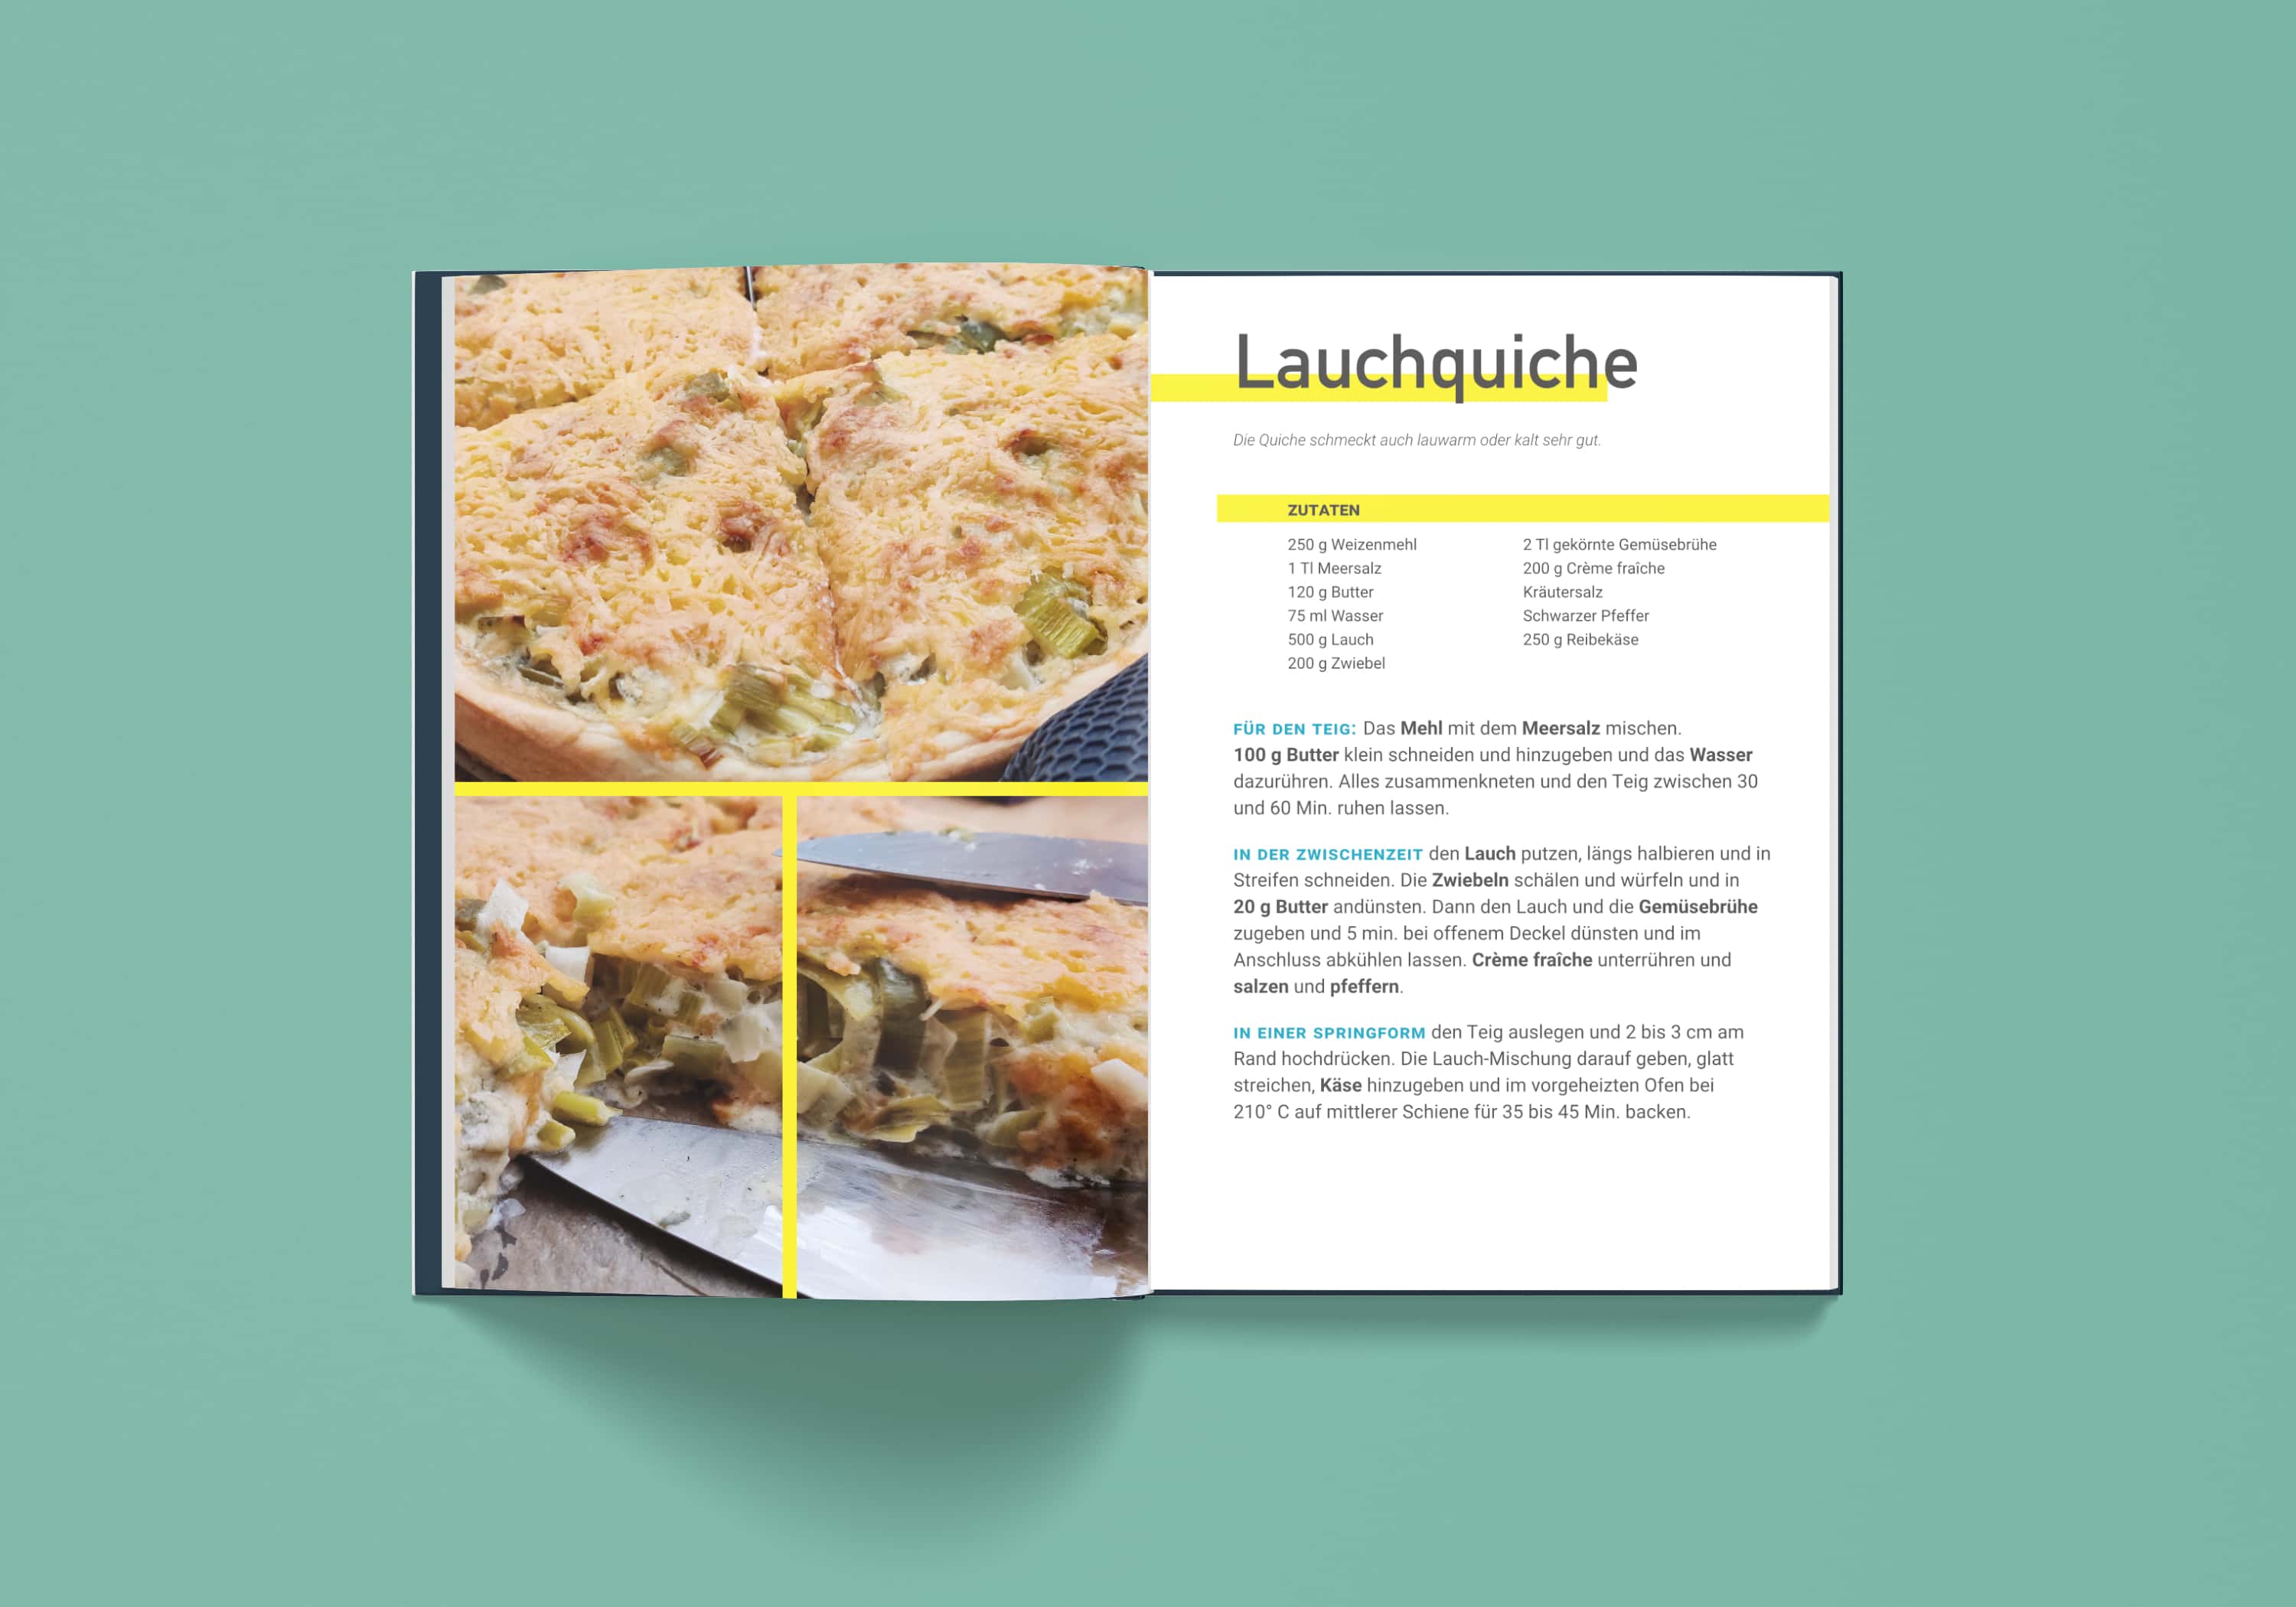 Lauchquiche
Die Quiche schmeckt auch lauwarm oder kalt sehr gut.
ZUTATEN
250 g Weizenmehl
1 Tl Meersalz
120 g Butter
75 ml Wasser
500 g Lauch
200 g Zwiebel
2 Tl gekörnte Gemüsebrühe
200 g Crème fraîche
Kräutersalz
Schwarzer Pfeffer
250 g Reibekäse
FÜR DEN TEIG: Das Mehl mit dem Meersalz mischen.
100 g Butter klein schneiden und hinzugeben und das Wasser
dazurühren. Alles zusammenkneten und den Teig zwischen 30
und 60 Min. ruhen lassen.
IN DER ZWISCHENZEIT den Lauch putzen, längs halbieren und in
Streifen schneiden. Die Zwiebeln schälen und würfeln und in
20 g Butter andünsten. Dann den Lauch und die Gemüsebrühe
zugeben und 5 min. bei offenem Deckel dünsten und im
Anschluss abkühlen lassen. Crème fraîche unterrühren und
salzen und pfeffern.
IN EINER SPRINGFORM den Teig auslegen und 2 bis 3 cm am
Rand hochdrücken. Die Lauch-Mischung darauf geben, glatt
streichen, Käse hinzugeben und im vorgeheizten Ofen bei
210° C auf mittlerer Schiene für 35 bis 45 Min. backen.